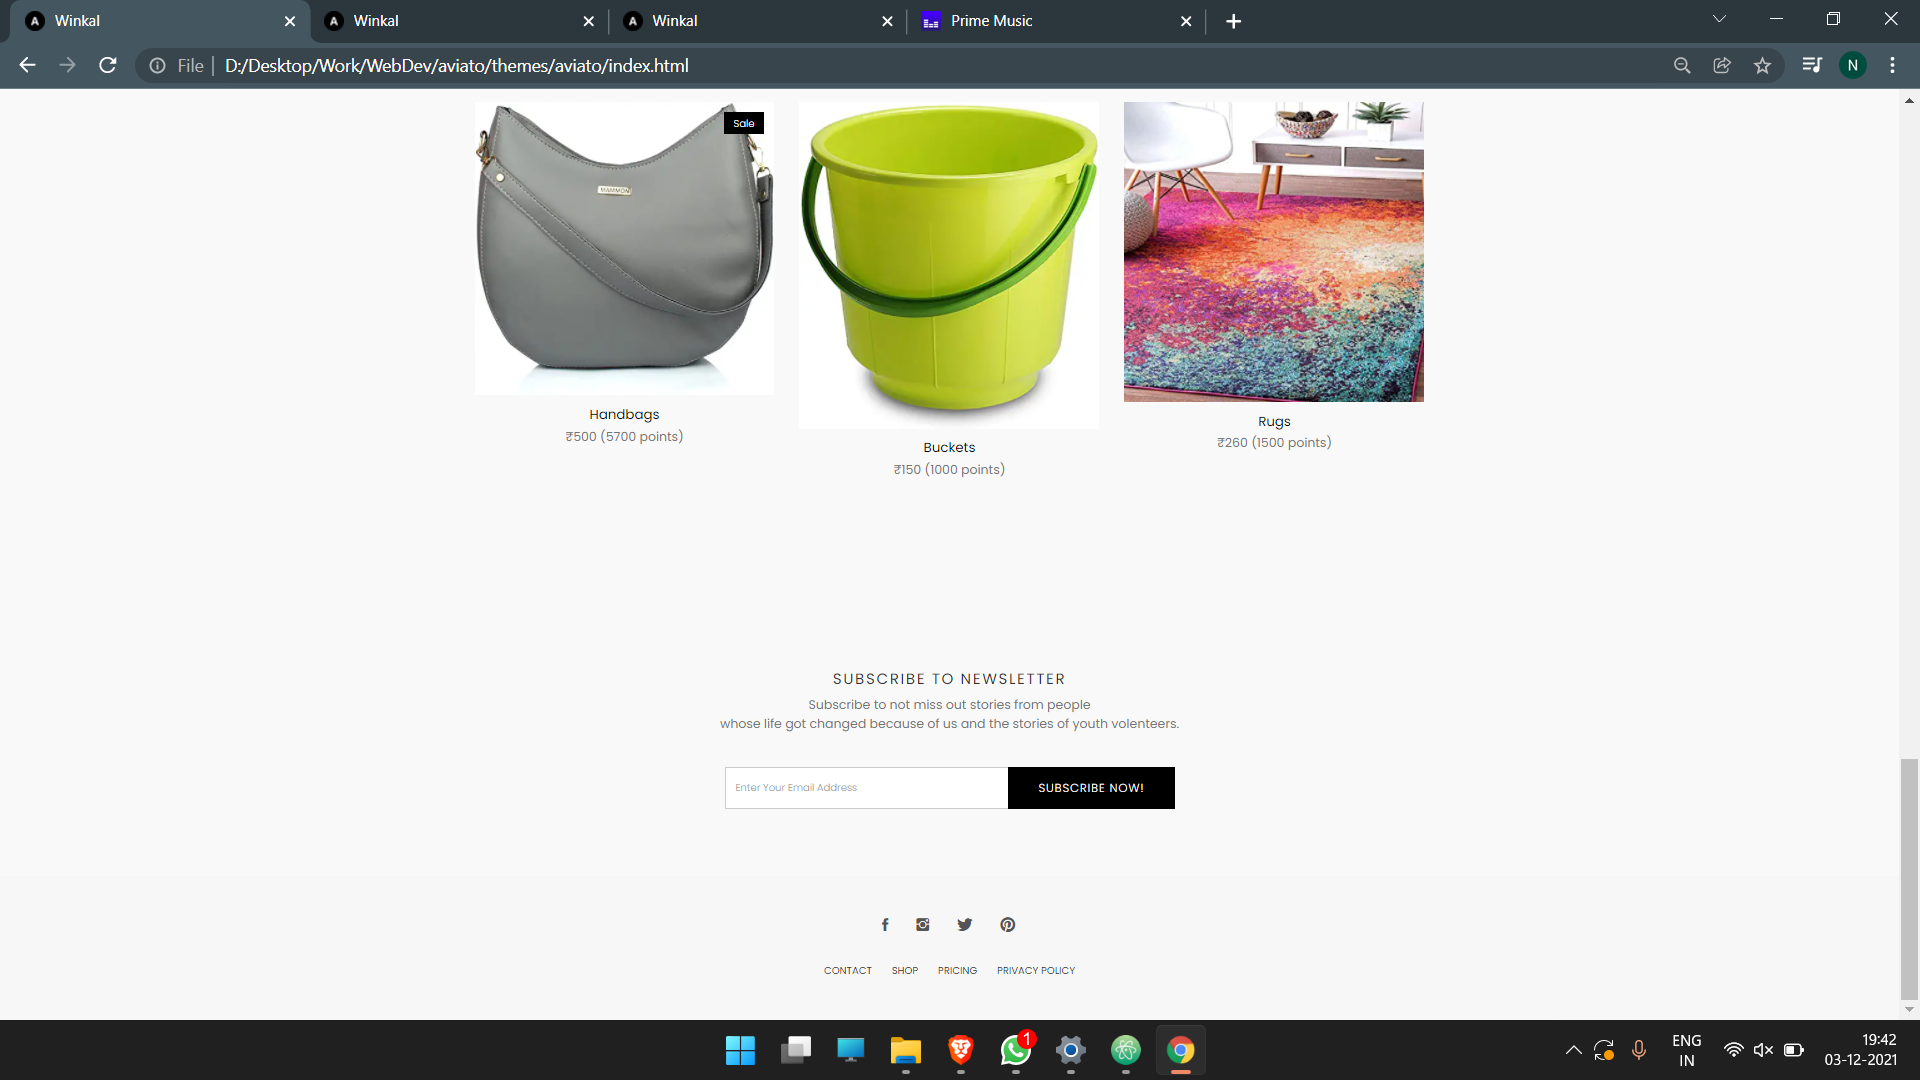 Winkal
Winkal
Winkal
Prime Music
File
D:/Desktop/Work/WebDev/aviato/themes/aviato/index.html
N
Sale
MAMMON
Handbags
₹500 (5700 points)
Buckets
₹150 (1000 points)
Rugs
₹260 (1500 points)
SUBSCRIBE TO NEWSLETTER
Subscribe to not miss out stories from people
whose life got changed because of us and the stories of youth volenteers.
Enter Your Email Address
SUBSCRIBE NOW!
CONTACT SHOP PRICING PRIVACY POLICY
1
ENG
IN
19:42
03-12-2021